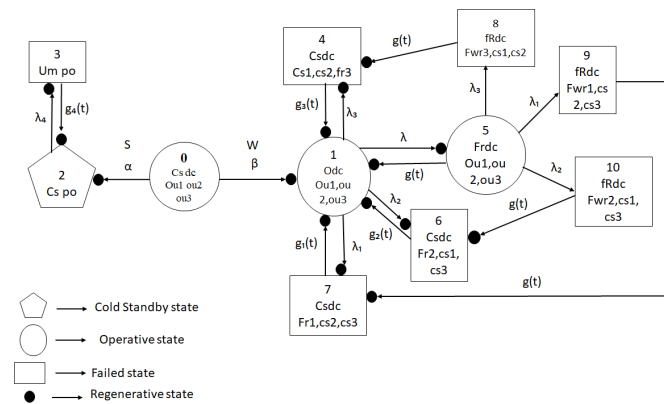 3
Um po
λ₄
g₄(t)
2
Cs po
S
α
0
Cs dc
Ou1 ou2
ou3
W
β
4
Csdc
Cs1,cs2,fr3
g₃(t)
λ₃
1
Odc
Ou1,ou
2,ou3
λ
g(t)
5
Frdc
Ou1,ou
2,ou3
g(t)
8
fRdc
Fwr3,cs1,cs2
λ₃
λ₁
9
fRdc
Fwr1,cs
2,cs3
λ₂
10
fRdc
Fwr2,cs1,
cs3
g(t)
λ₂
g₂(t)
6
Csdc
Fr2,cs1,
cs3
g₁(t)
λ₁
7
Csdc
Fr1,cs2,cs3
g(t)
Cold Standby state
Operative state
Failed state
Regenerative state